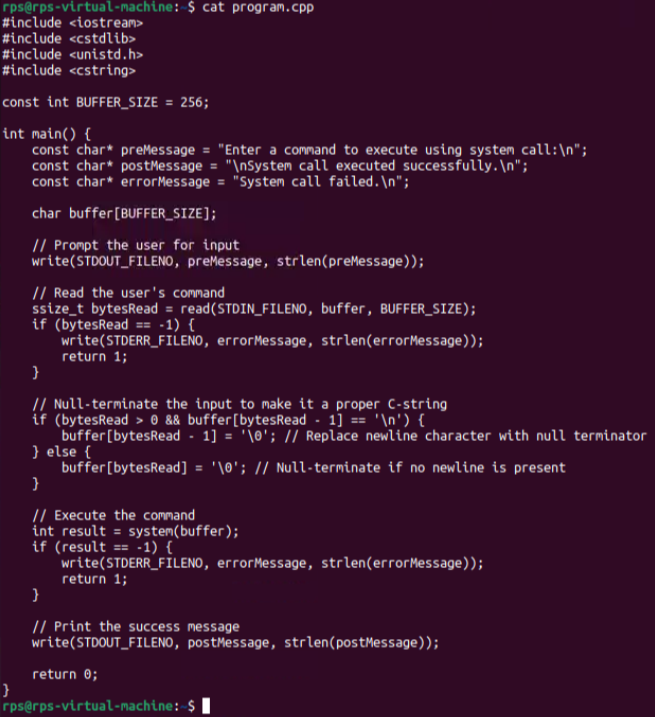 rps@rps-virtual-machine:~$ cat program.cpp
#include <iostream>
#include <cstdlib>
#include <unistd.h>
#include <cstring>

const int BUFFER_SIZE = 256;

int main() {
    const char* preMessage = "Enter a command to execute using system call:\n";
    const char* postMessage = "\nSystem call executed successfully.\n";
    const char* errorMessage = "System call failed.\n";

    char buffer[BUFFER_SIZE];

    // Prompt the user for input
    write(STDOUT_FILENO, preMessage, strlen(preMessage));

    // Read the user's command
    ssize_t bytesRead = read(STDIN_FILENO, buffer, BUFFER_SIZE);
    if (bytesRead == -1) {
        write(STDERR_FILENO, errorMessage, strlen(errorMessage));
        return 1;
    }

    // Null-terminate the input to make it a proper C-string
    if (bytesRead > 0 && buffer[bytesRead - 1] == '\n') {
        buffer[bytesRead - 1] = '\0'; // Replace newline character with null terminator
    } else {
        buffer[bytesRead] = '\0'; // Null-terminate if no newline is present
    }

    // Execute the command
    int result = system(buffer);
    if (result == -1) {
        write(STDERR_FILENO, errorMessage, strlen(errorMessage));
        return 1;
    }

    // Print the success message
    write(STDOUT_FILENO, postMessage, strlen(postMessage));

    return 0;
}
rps@rps-virtual-machine:~$